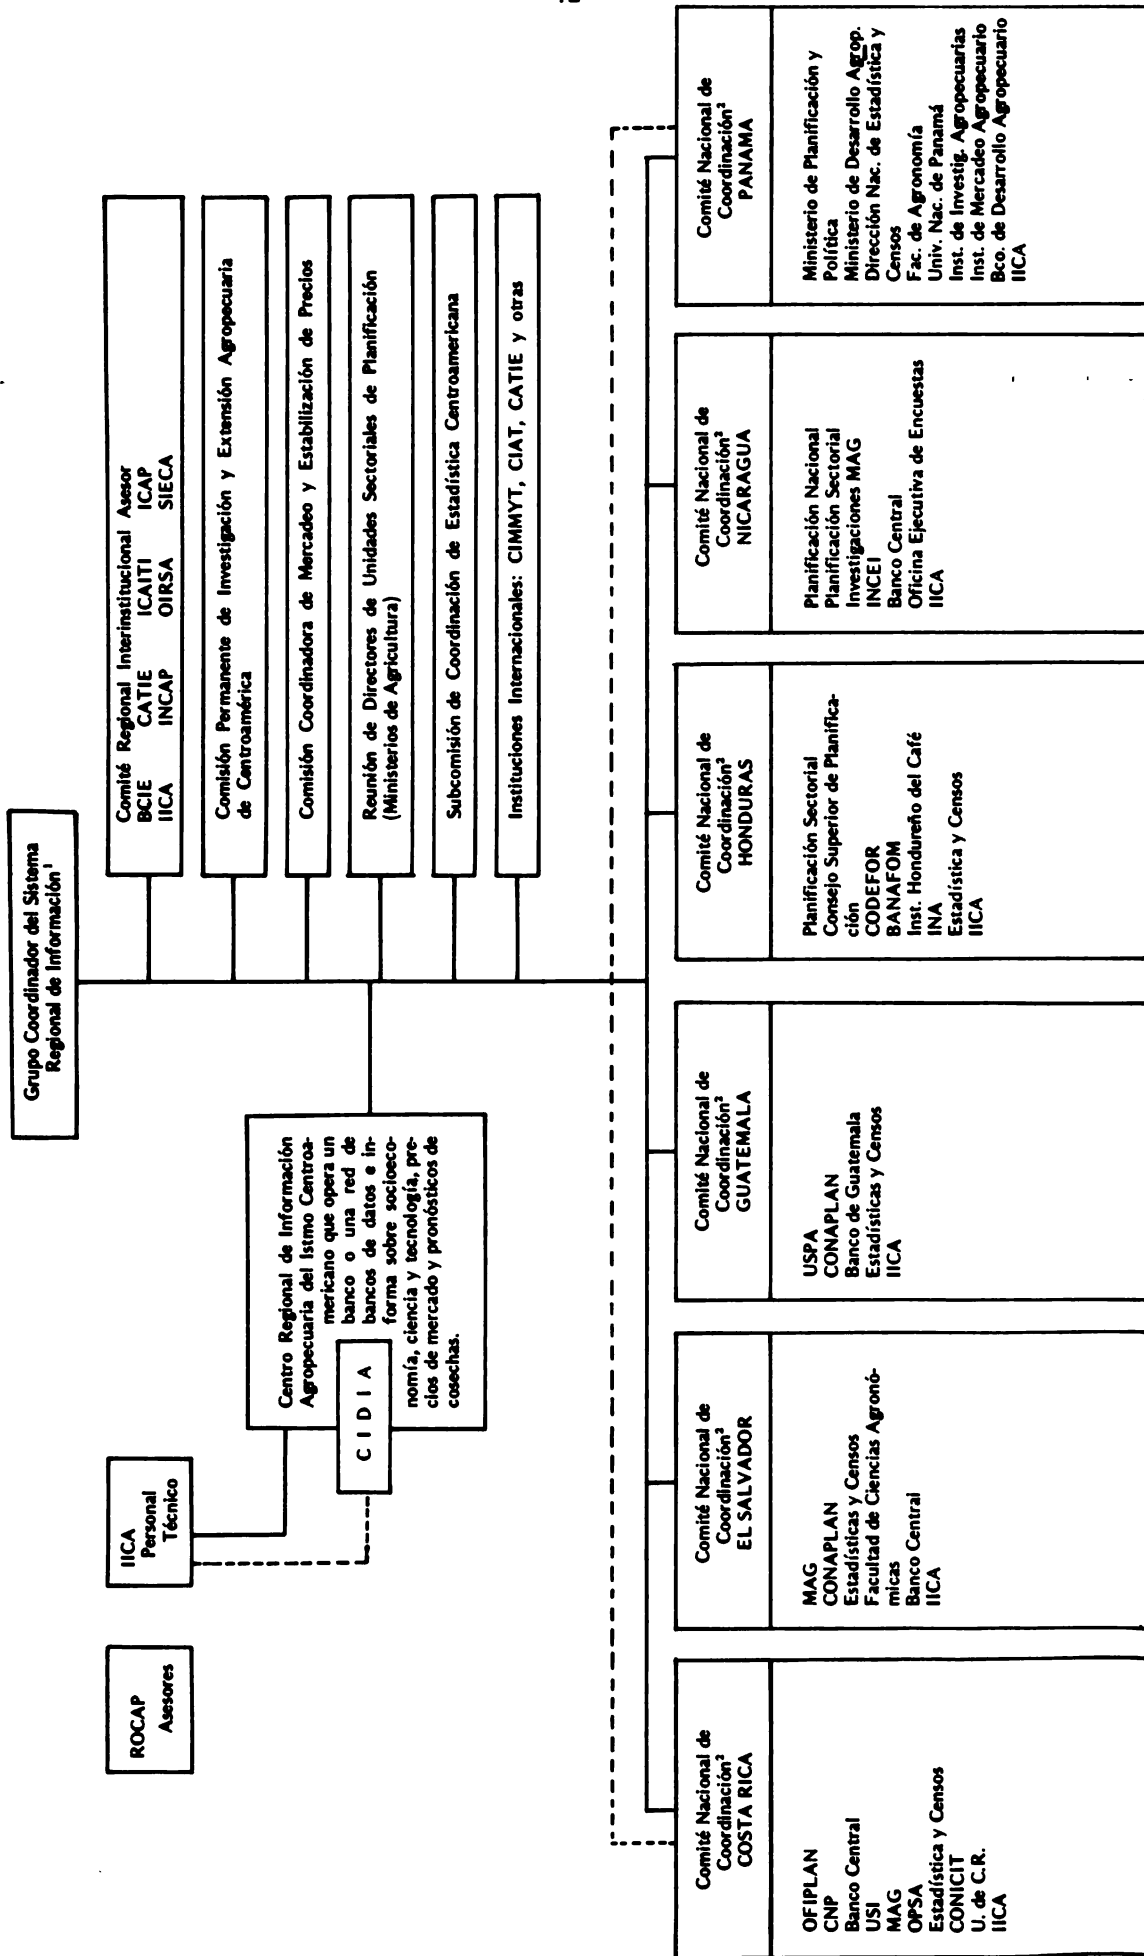 Grupo Coordinador del Sistema
Regional de Información¹
ROCAP
Asesores
IICA
Personal
Técnico
Centro Regional de Información
Agropecuaria del Istmo Centroa-
mericano que opera un
banco o una red de
bancos de datos e in-
forma sobre socioeco-
nomía, ciencia y tecnología, pre-
cios de mercado y pronósticos de
cosechas.
C I D I A
Comité Regional Interinstitucional Asesor
BCIE CATIE ICAITI ICAP
IICA INCAP OIRSA SIECA
Comisión Permanente de Investigación y Extensión Agropecuaria
de Centroamérica
Comisión Coordinadora de Mercadeo y Estabilización de Precios
Reunión de Directores de Unidades Sectoriales de Planificación
(Ministerios de Agricultura)
Subcomisión de Coordinación de Estadística Centroamericana
Instituciones Internacionales: CIMMYT, CIAT, CATIE y otras
Comité Nacional de
Coordinación²
COSTA RICA
OFIPLAN
CNP
Banco Central
USI
MAG
OPSA
Estadística y Censos
CONICIT
U. de C.R.
IICA
Comité Nacional de
Coordinación²
EL SALVADOR
MAG
CONAPLAN
Estadísticas y Censos
Facultad de Ciencias Agronó-
micas
Banco Central
IICA
Comité Nacional de
Coordinación²
GUATEMALA
USPA
CONAPLAN
Banco de Guatemala
Estadísticas y Censos
IICA
Comité Nacional de
Coordinación²
HONDURAS
Planificación Sectorial
Consejo Superior de Planifica-
ción
CODEFOR
BANAFOM
Inst. Hondureño del Café
INA
Estadística y Censos
IICA
Comité Nacional de
Coordinación²
NICARAGUA
Planificación Nacional
Planificación Sectorial
Investigaciones MAG
INCEI
Banco Central
Oficina Ejecutiva de Encuestas
IICA
Comité Nacional de
Coordinación²
PANAMA
Ministerio de Planificación y
Política
Ministerio de Desarrollo Agrop.
Dirección Nac. de Estadística y
Censos
Fac. de Agronomía
Univ. Nac. de Panamá
Inst. de Investig. Agropecuarias
Inst. de Mercadeo Agropecuario
Bco. de Desarrollo Agropecuario
IICA